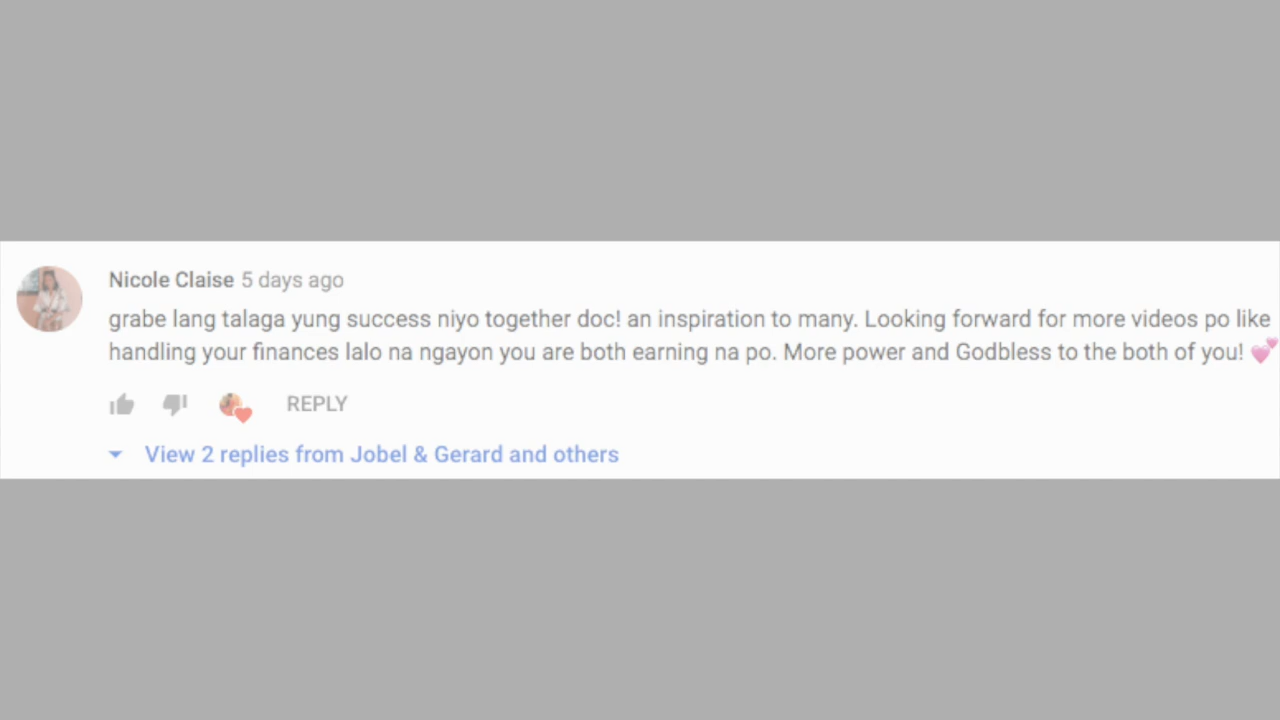 Nicole Claise 5 days ago
grabe lang talaga yung success niyo together doc! an inspiration to many. Looking forward for more videos po like
handling your finances lalo na ngayon you are both earning na po. More power and Godbless to the both of you! 💕
REPLY
View 2 replies from Jobel & Gerard and others